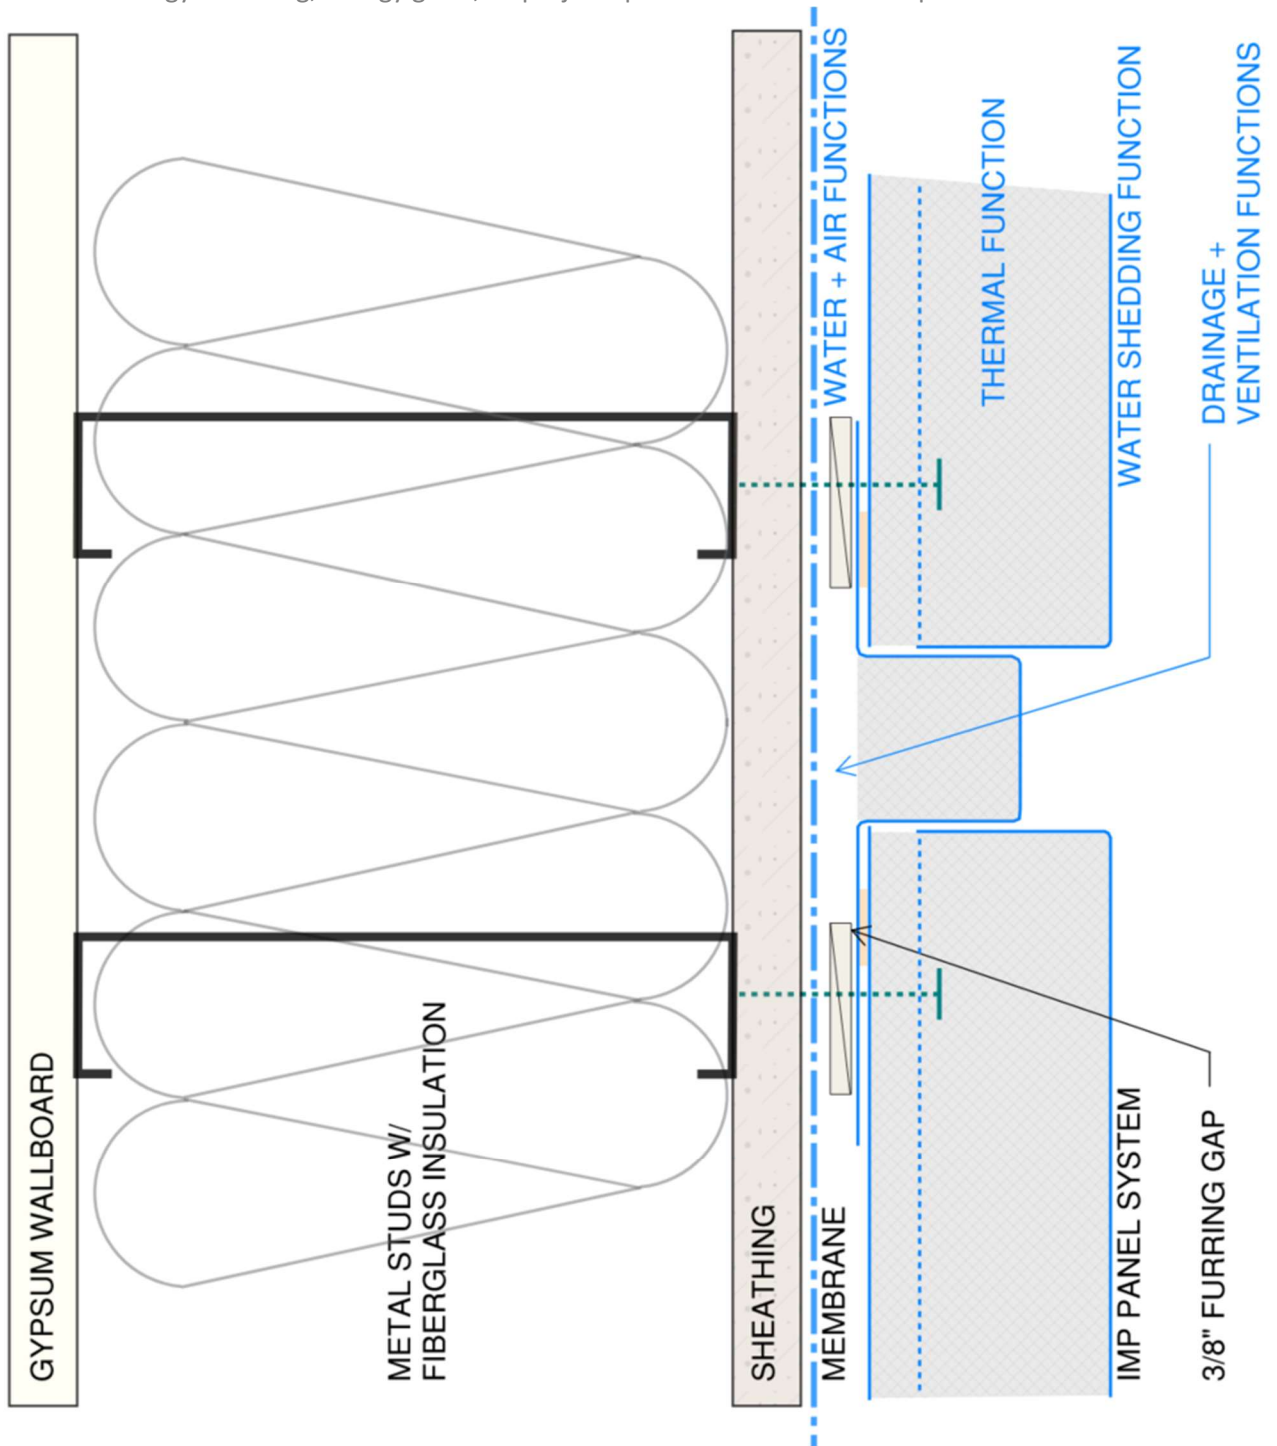 GYPSUM WALLBOARD
METAL STUDS W/
FIBERGLASS INSULATION
SHEATHING
MEMBRANE
WATER + AIR FUNCTIONS
THERMAL FUNCTION
IMP PANEL SYSTEM
WATER SHEDDING FUNCTION
3/8" FURRING GAP
DRAINAGE +
VENTILATION FUNCTIONS